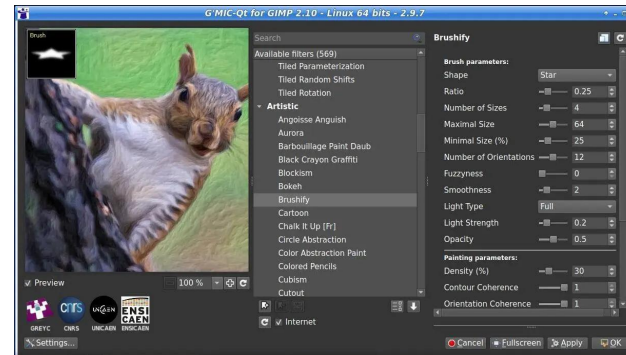 G'MIC-Qt for GIMP 2.10 - Linux 64 bits - 2.9.7
Brush
Preview
100 %
GREYC
CNRS
UNICAEN
ENSICAEN
cnrs
UNICAEN
ENSI
CAEN
Settings...
Search
Available filters (569)
Tiled Parameterization
Tiled Random Shifts
Tiled Rotation
Artistic
Angoisse Anguish
Aurora
Barbouillage Paint Daub
Black Crayon Graffiti
Blockism
Bokeh
Brushify
Cartoon
Chalk It Up [Fr]
Circle Abstraction
Color Abstraction Paint
Colored Pencils
Cubism
Cutout
Internet
Brushify
Brush parameters:
Shape Star
Ratio 0.25
Number of Sizes 4
Maximal Size 64
Minimal Size (%) 25
Number of Orientations 12
Fuzzyness 0
Smoothness 2
Light Type Full
Light Strength 0.2
Opacity 0.5
Painting parameters:
Density (%) 30
Contour Coherence 1
Orientation Coherence 1
Cancel Fullscreen Apply OK